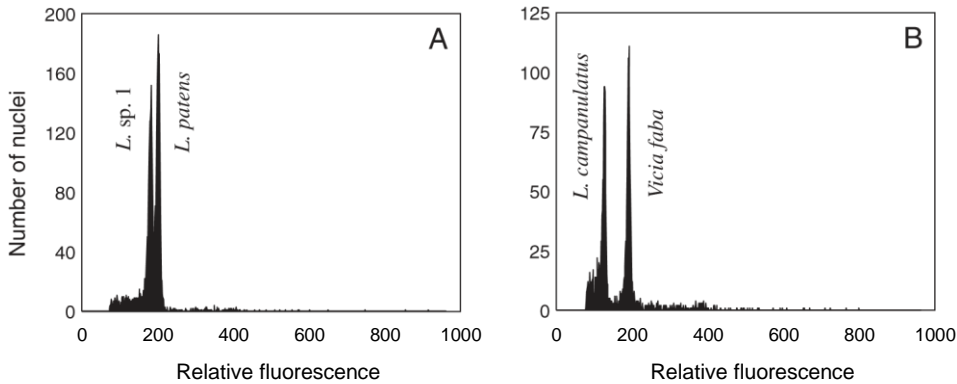 A
Number of nuclei
200
160
120
80
40
0
L. sp. 1
L. patens
0 200 400 600 800 1000
Relative fluorescence
B
125
100
75
50
25
0
L. campanulatus
Vicia faba
0 200 400 600 800 1000
Relative fluorescence